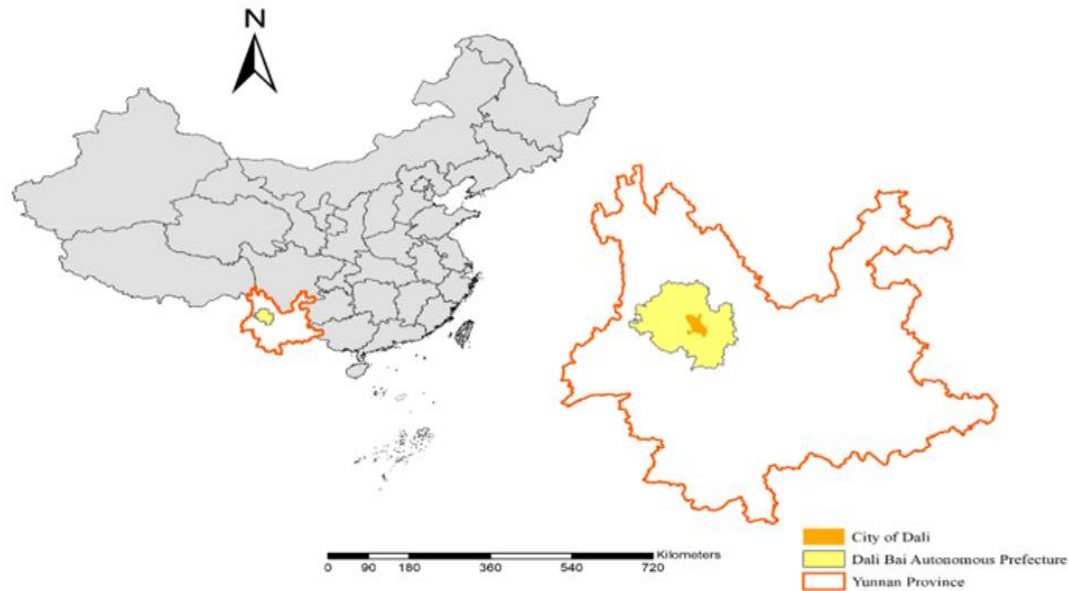 N
Kilometers
0 90 180 360 540 720
City of Dali
Dali Bai Autonomous Prefecture
Yunnan Province